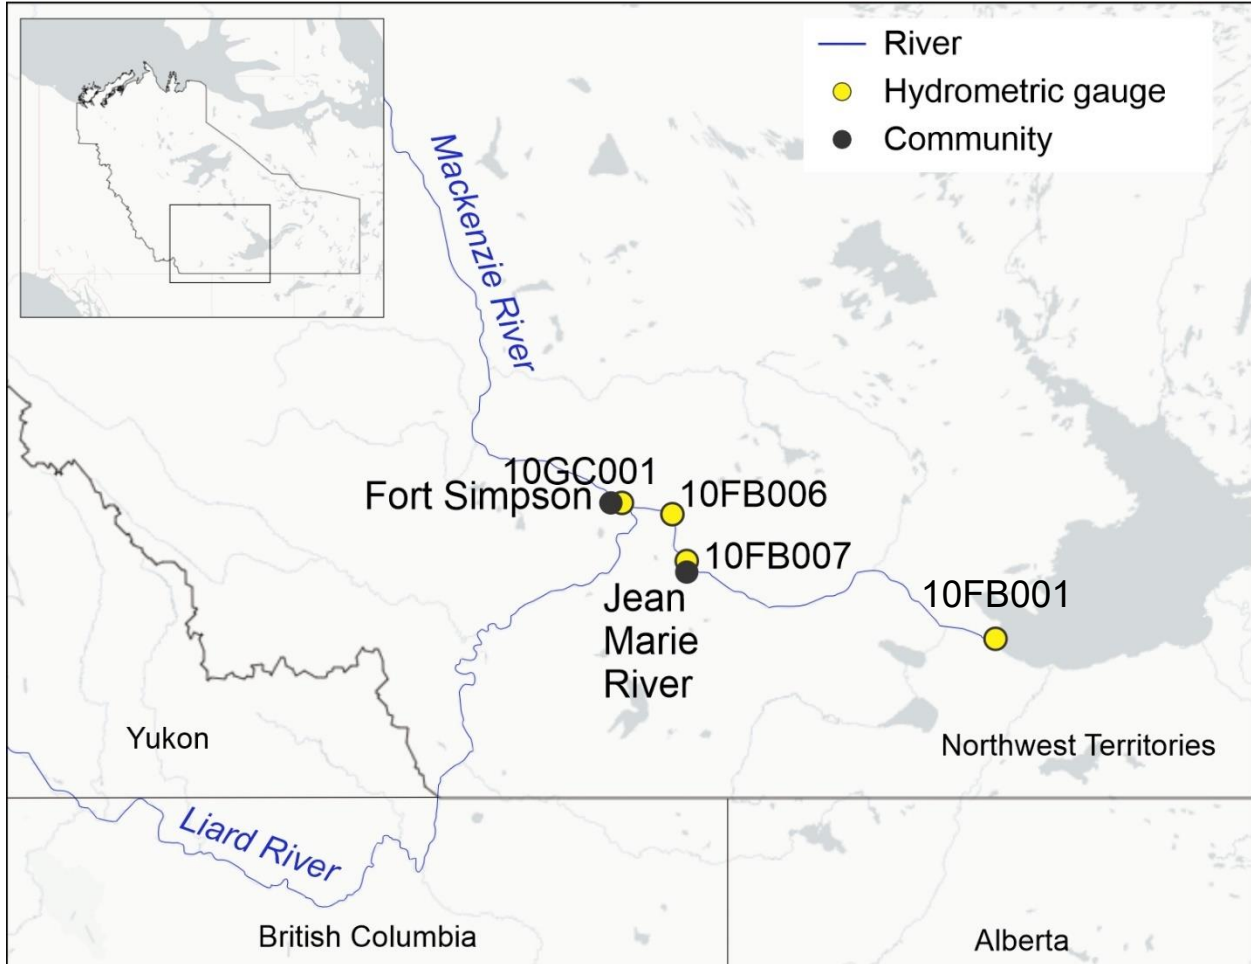 River
Hydrometric gauge
Community
Mackenzie River
10GC001
Fort Simpson
10FB006
10FB007
10FB001
Jean
Marie
River
Yukon
Northwest Territories
Liard River
British Columbia
Alberta